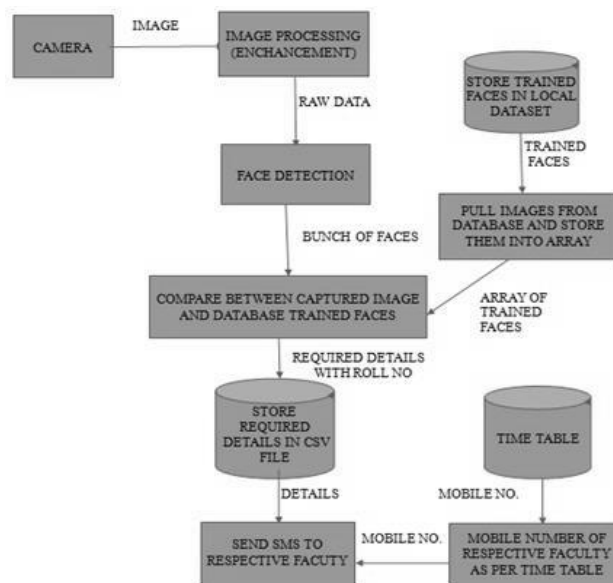 IMAGE
CAMERA
IMAGE PROCESSING
(ENCHANCEMENT)
RAW DATA
STORE TRAINED
FACES IN LOCAL
DATASET
TRAINED
FACES
FACE DETECTION
PULL IMAGES FROM
DATABASE AND STORE
THEM INTO ARRAY
BUNCH OF FACES
COMPARE BETWEEN CAPTURED IMAGE
AND DATABASE TRAINED FACES
ARRAY OF
TRAINED
FACES
REQUIRED DETAILS
WITH ROLL NO
STORE
REQUIRED
DETAILS IN CSV
FILE
TIME TABLE
DETAILS
MOBILE NO.
SEND SMS TO
RESPECTIVE FACUTY
MOBILE NO.
MOBILE NUMBER OF
RESPECTIVE FACULTY
AS PER TIME TABLE